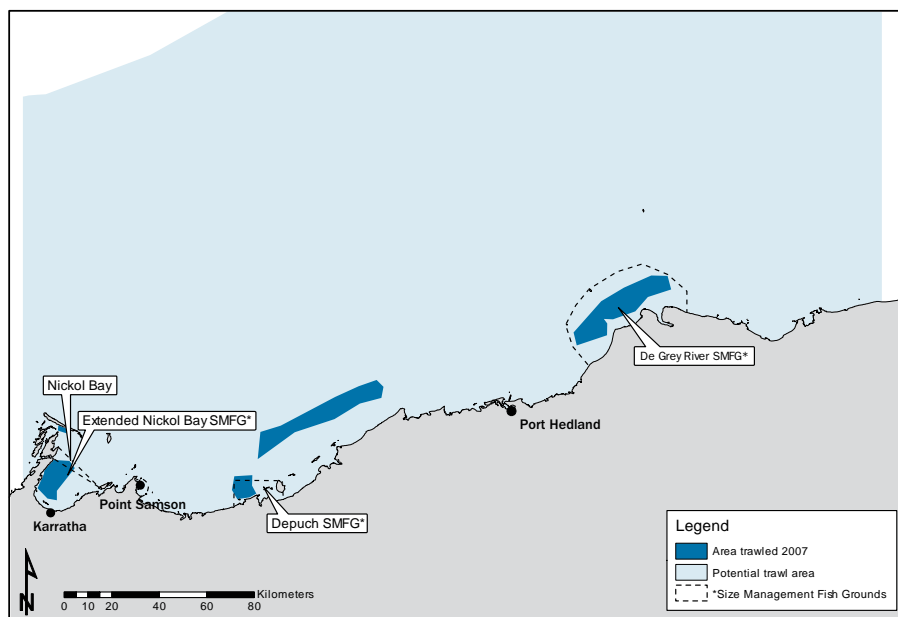 De Grey River SMFG*
Nickol Bay
Extended Nickol Bay SMFG*
Port Hedland
Point Samson
Depuch SMFG*
Karratha
Legend
Area trawled 2007
Potential trawl area
*Size Management Fish Grounds
N
Kilometers
0 10 20 40 60 80